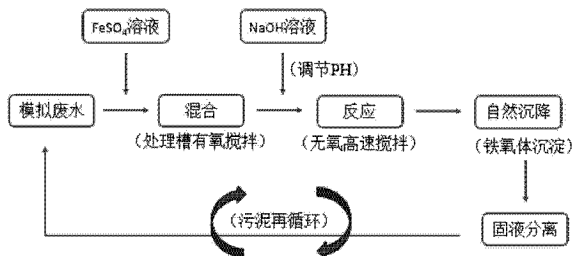 FeSO₄溶液
NaOH溶液
(调节PH)
模拟废水
混合
反应
自然沉降
(处理槽有氧搅拌)
(无氧高速搅拌)
(铁氧体沉淀)
(污泥再循环)
固液分离